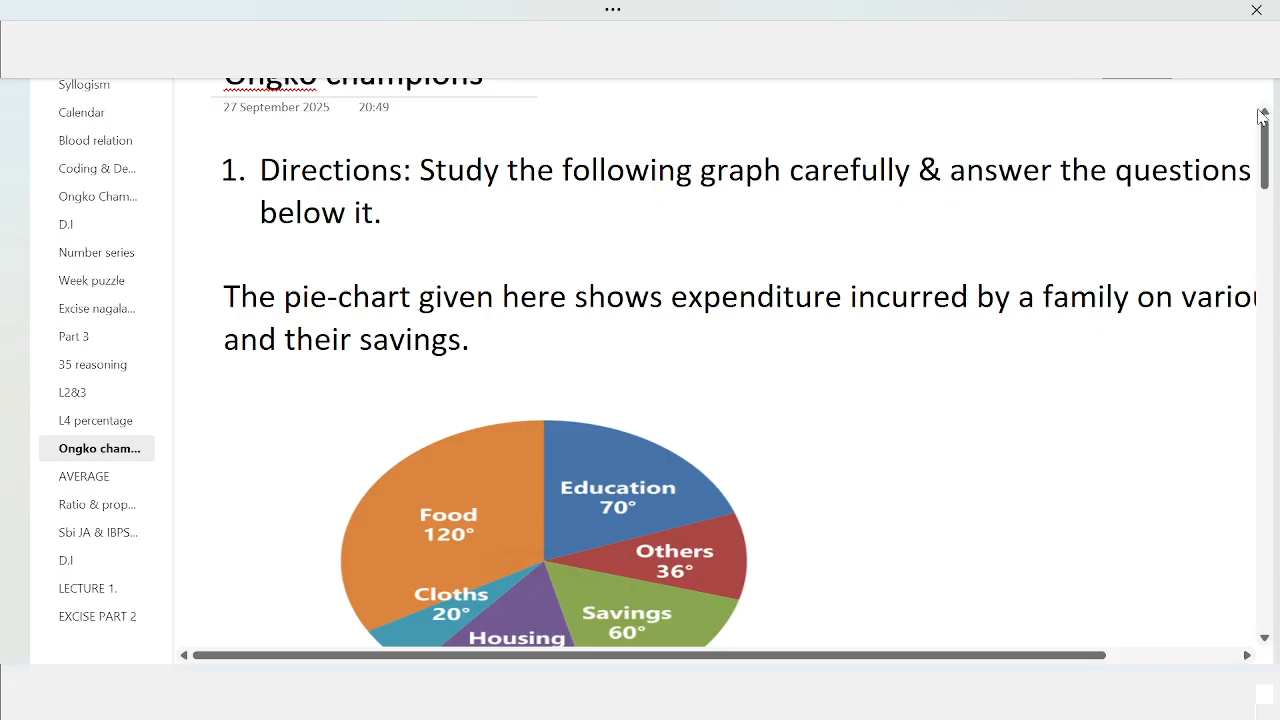 ...
Ongko champions
27 September 2025 20:49
Syllogism
Calendar
Blood relation
Coding & De...
Ongko Cham...
D.I
Number series
Week puzzle
Excise nagala...
Part 3
35 reasoning
L2&3
L4 percentage
Ongko cham...
AVERAGE
Ratio & prop...
Sbi JA & IBPS...
D.I
LECTURE 1.
EXCISE PART 2
1. Directions: Study the following graph carefully & answer the questions
below it.
The pie-chart given here shows expenditure incurred by a family on
and their savings.
Education
70°
Food
120°
Others
36°
Cloths
20°
Savings
60°
Housing